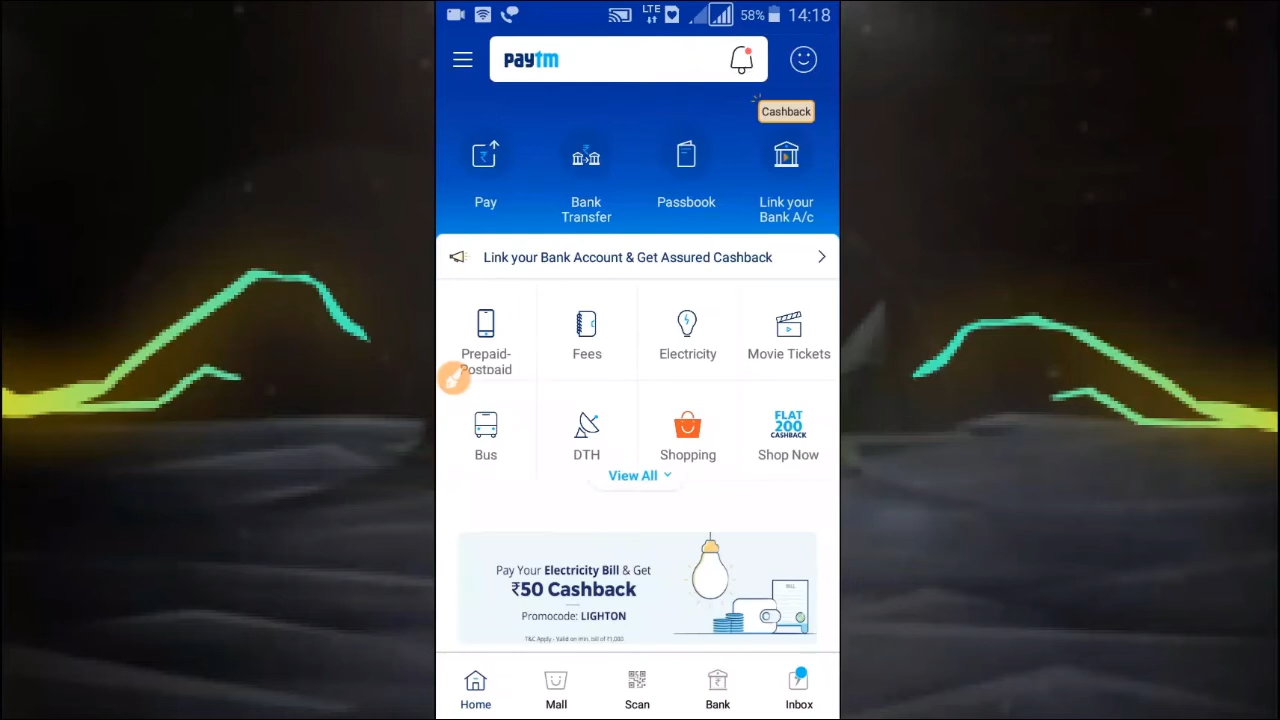 LTE
58%
14:18
paytm
Cashback
Pay
Bank
Transfer
Passbook
Link your
Bank A/c
Link your Bank Account & Get Assured Cashback
Prepaid-
Postpaid
Fees
Electricity
Movie Tickets
Bus
DTH
Shopping
FLAT
200
CASHBACK
Shop Now
View All
Pay Your Electricity Bill & Get
₹50 Cashback
Promocode: LIGHTON
T&C Apply - Valid on min. bill of ₹1,000
BILL
Home
Mall
Scan
Bank
Inbox